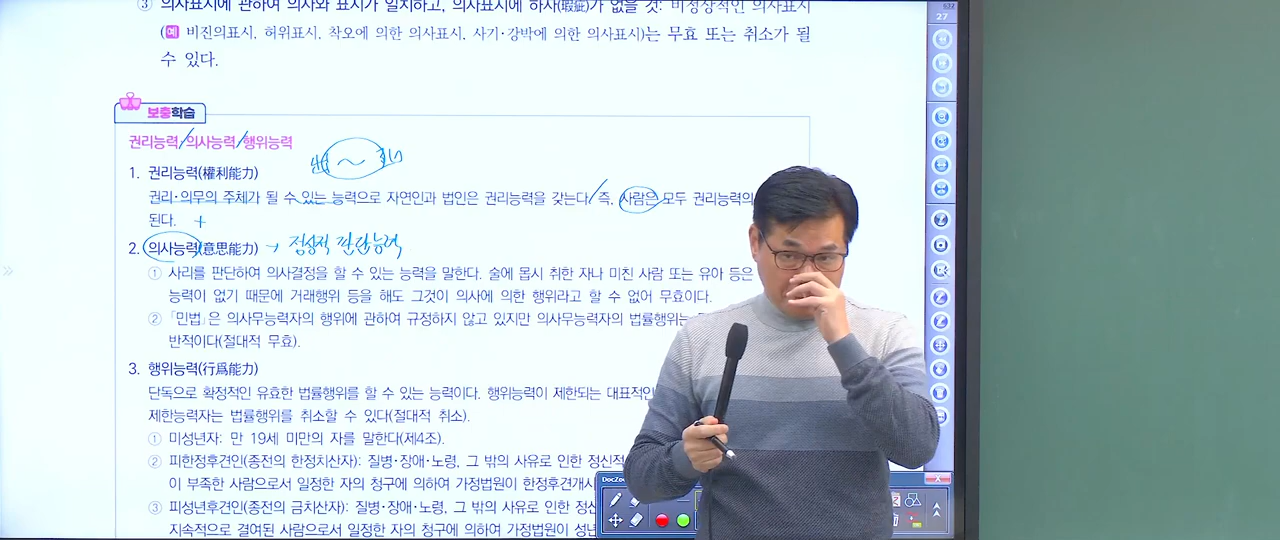 ③ 의사표시에 관하여 의사와 표시가 일치하고, 의사표시에 하자(瑕疵)가 없을 것: 비정상적인 의사표시
(예 비진의표시, 허위표시, 착오에 의한 의사표시, 사기·강박에 의한 의사표시)는 무효 또는 취소가 될
수 있다.
보충학습
권리능력/의사능력/행위능력
1. 권리능력(權利能力)
권리·의무의 주체가 될 수 있는 능력으로 자연인과 법인은 권리능력을 갖는다. 즉, 사람은 모두 권리능력의
된다.
2. 의사능력(意思能力) → 정신적 판단능력
① 사리를 판단하여 의사결정을 할 수 있는 능력을 말한다. 술에 몹시 취한 자나 미친 사람 또는 유아 등은
능력이 없기 때문에 거래행위 등을 해도 그것이 의사에 의한 행위라고 할 수 없어 무효이다.
② 「민법」은 의사무능력자의 행위에 관하여 규정하지 않고 있지만 의사무능력자의 법률행위는
반적이다(절대적 무효).
3. 행위능력(行爲能力)
단독으로 확정적인 유효한 법률행위를 할 수 있는 능력이다. 행위능력이 제한되는 대표적인
제한능력자는 법률행위를 취소할 수 있다(절대적 취소).
① 미성년자: 만 19세 미만의 자를 말한다(제4조).
② 피한정후견인(종전의 한정치산자): 질병·장애·노령, 그 밖의 사유로 인한 정신적
이 부족한 사람으로서 일정한 자의 청구에 의하여 가정법원이 한정후견개시
③ 피성년후견인(종전의 금치산자): 질병·장애·노령, 그 밖의 사유로 인한 정신
지속적으로 결여된 사람으로서 일정한 자의 청구에 의하여 가정법원이 성년
27